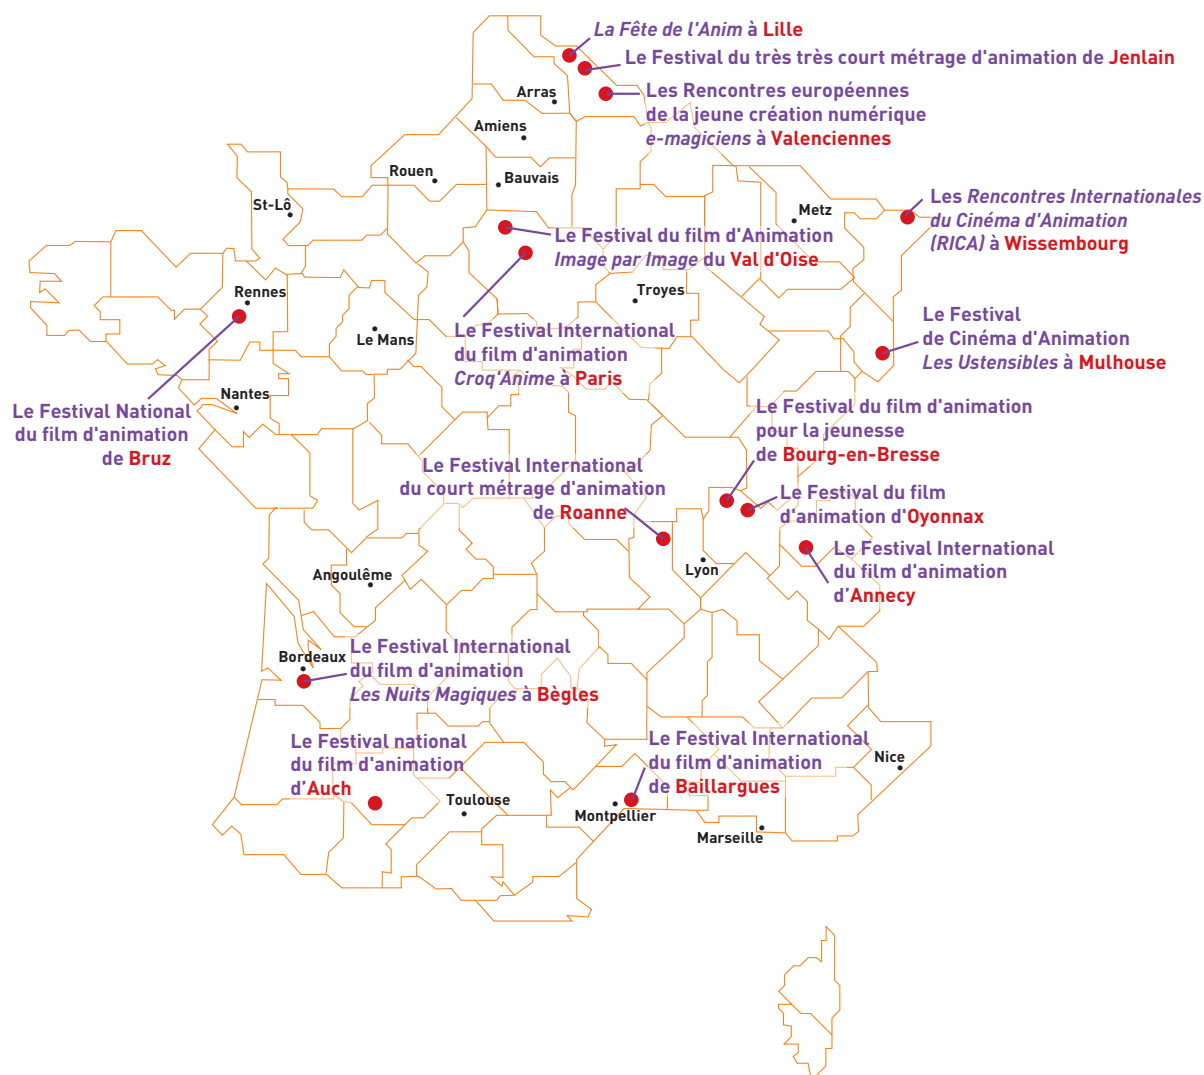 La Fête de l'Anim à Lille
Le Festival du très très court métrage d'animation de Jenlain
Les Rencontres européennes
de la jeune création numérique
e-magiciens à Valenciennes
Arras
Amiens
Rouen
Bauvais
St-Lô
Metz
Les Rencontres Internationales
du Cinéma d'Animation
(RICA) à Wissembourg
Le Festival du film d'Animation
Image par Image du Val d'Oise
Troyes
Rennes
Le Mans
Le Festival International
du film d'animation
Croq'Anime à Paris
Le Festival
de Cinéma d'Animation
Les Ustensibles à Mulhouse
Nantes
Le Festival National
du film d'animation
de Bruz
Le Festival du film d'animation
pour la jeunesse
de Bourg-en-Bresse
Le Festival International
du court métrage d'animation
de Roanne
Le Festival du film
d'animation d'Oyonnax
Le Festival International
du film d'animation
d’Annecy
Lyon
Angoulême
Bordeaux
Le Festival International
du film d'animation
Les Nuits Magiques à Bègles
Le Festival national
du film d'animation
d’Auch
Le Festival International
du film d'animation
de Baillargues
Nice
Toulouse
Montpellier
Marseille